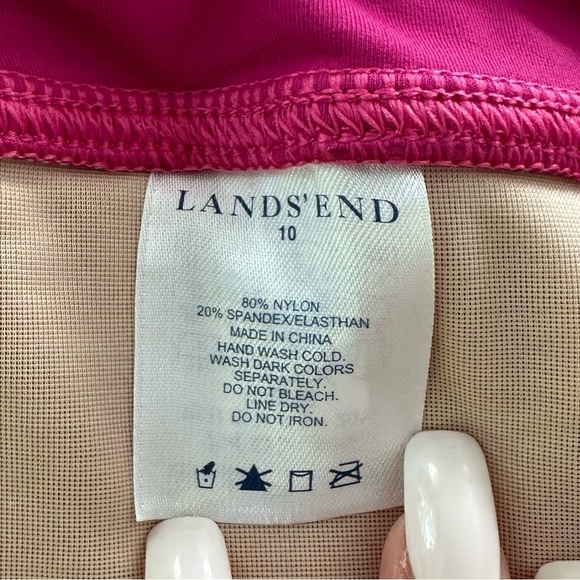 LANDS'END
10
80% NYLON
20% SPANDEX/ELASTHAN
MADE IN CHINA
HAND WASH COLD.
WASH DARK COLORS
SEPARATELY.
DO NOT BLEACH.
LINE DRY.
DO NOT IRON.